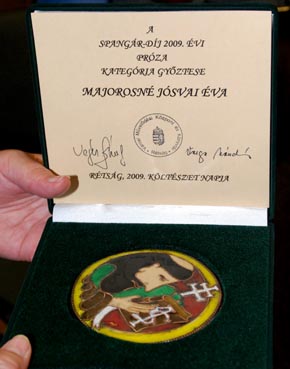 A
SPANGÁR-DÍJ 2009. ÉVI
PRÓZA
KATEGÓRIA GYŐZTESE
MAJOROSNÉ JÓSVAI ÉVA
RÉTSÁG, 2009. KÖLTÉSZET NAPJA